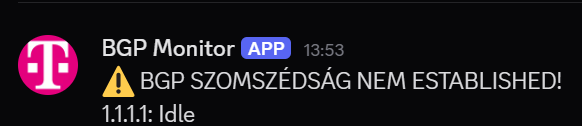 BGP Monitor APP 13:53
⚠️ BGP SZOMSZÉDSÁG NEM ESTABLISHED!
1.1.1.1: Idle